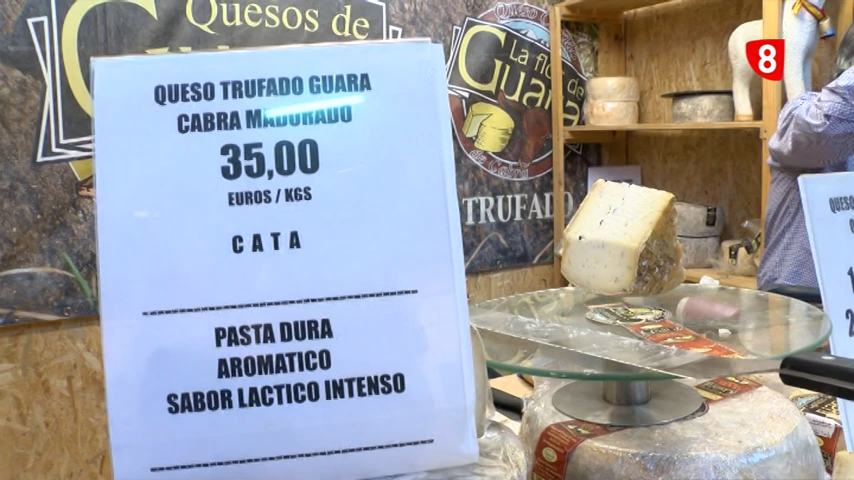 Quesos de
QUESO TRUFADO GUARA
CABRA MADURADO
35,00
EUROS / KGS
CATA
PASTA DURA
AROMATICO
SABOR LACTICO INTENSO
La flor de
Guara
TRUFADO
8